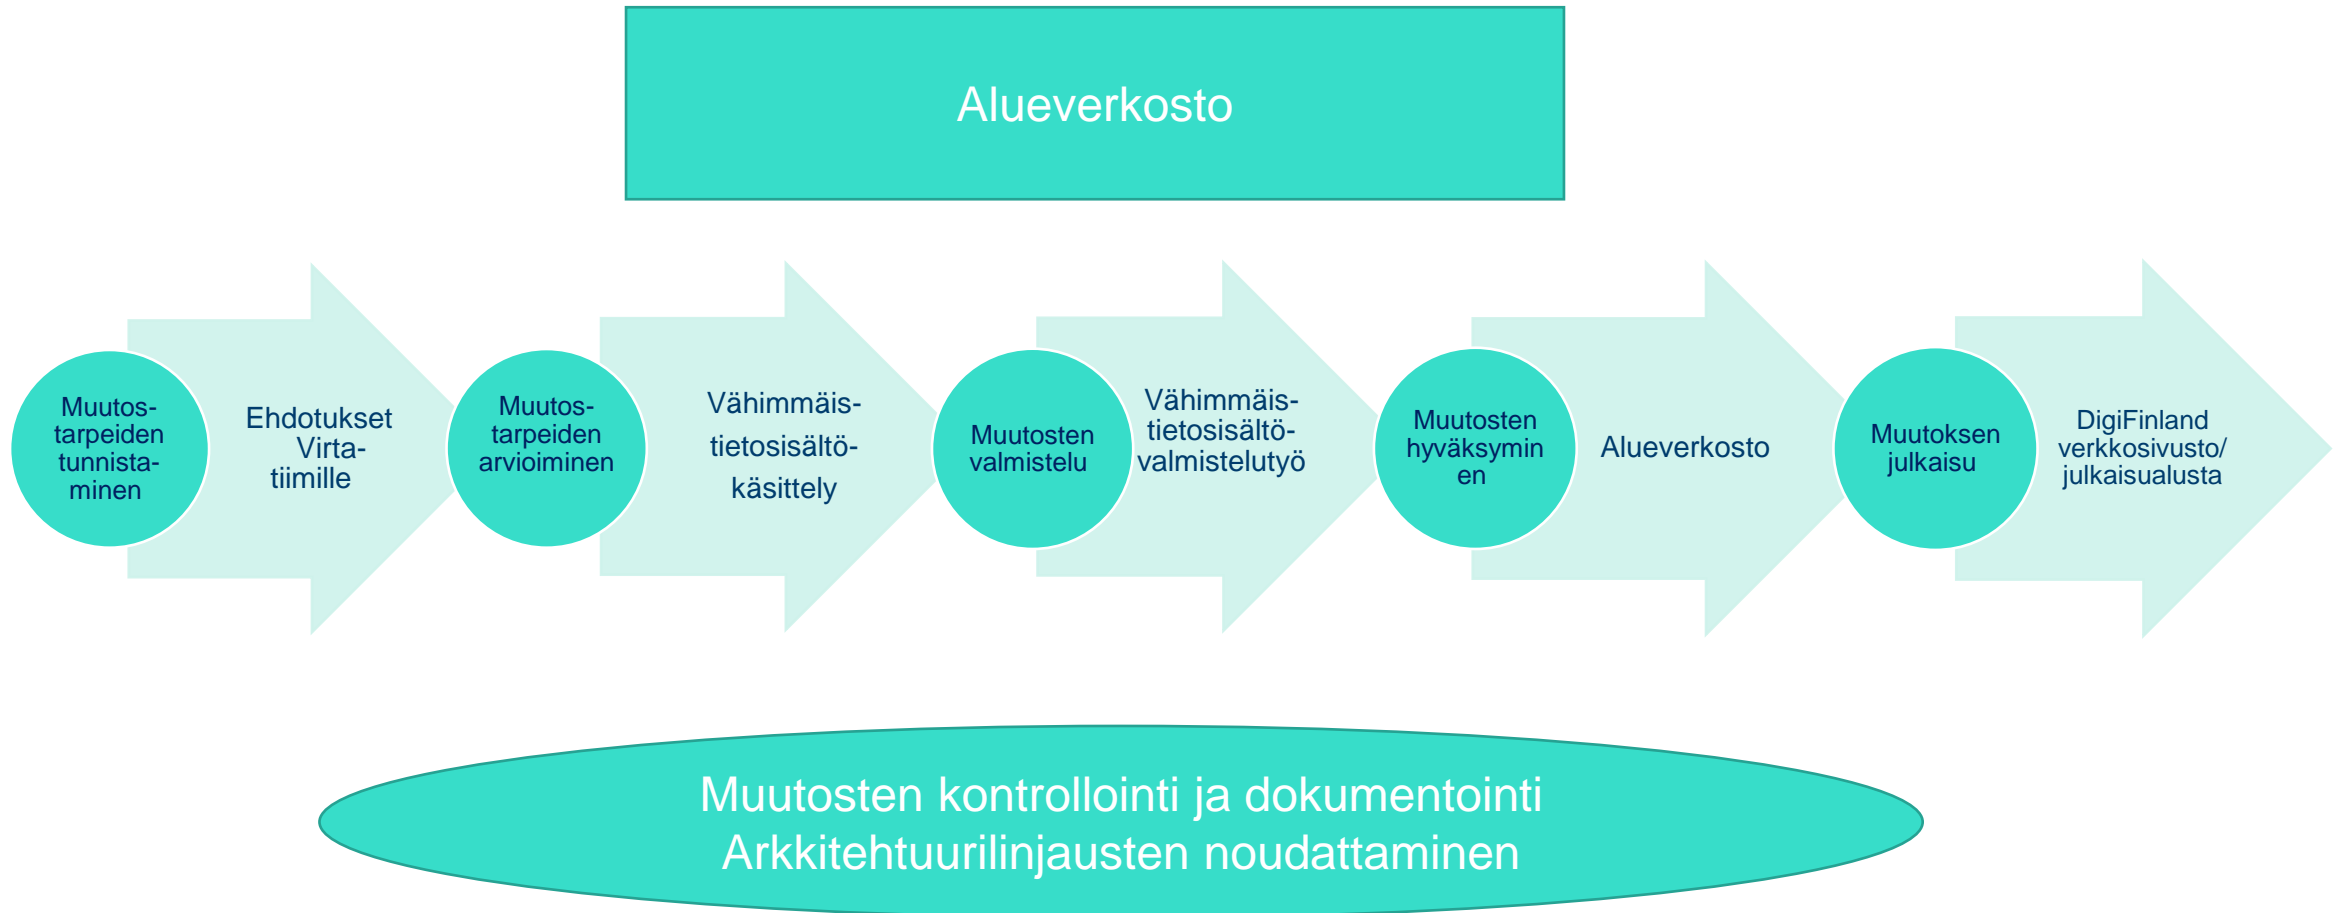 Alueverkosto
Muutos-
tarpeiden
tunnista-
minen
Ehdotukset
Virta-
tiimille
Muutos-
tarpeiden
arvioiminen
Vähimmäis-
tietosisältö-
käsittely
Muutosten
valmistelu
Vähimmäis-
tietosisältö-
valmistelutyö
Muutosten
hyväksymin
en
Alueverkosto
Muutoksen
julkaisu
DigiFinland
verkkosivusto/
julkaisualusta
Muutosten kontrollointi ja dokumentointi
Arkkitehtuurilinjausten noudattaminen